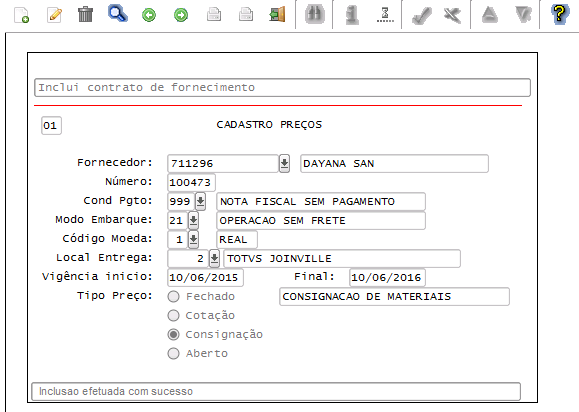 Inclui contrato de fornecimento
01 CADASTRO PREÇOS
Fornecedor: 711296 DAYANA SAN
Número: 100473
Cond Pgto: 999 NOTA FISCAL SEM PAGAMENTO
Modo Embarque: 21 OPERACAO SEM FRETE
Código Moeda: 1 REAL
Local Entrega: 2 TOTVS JOINVILLE
Vigência inicio: 10/06/2015 Final: 10/06/2016
Tipo Preço: Fechado CONSIGNACAO DE MATERIAIS
Cotação
Consignação
Aberto
Inclusao efetuada com sucesso